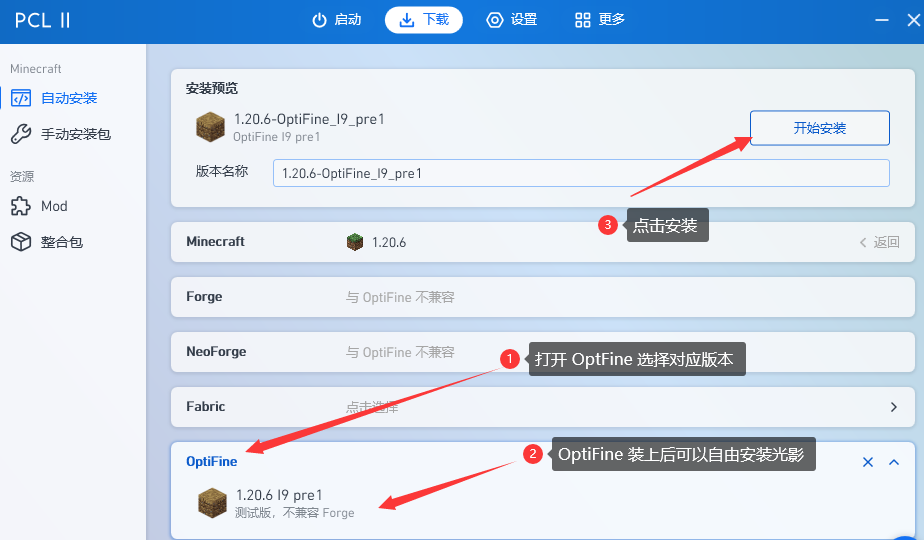 PCL II
启动
下载
设置
更多
Minecraft
自动安装
手动安装包
资源
Mod
整合包
安装预览
1.20.6-OptiFine_I9_pre1
OptiFine I9 pre1
开始安装
版本名称
1.20.6-OptiFine_I9_pre1
3 点击安装
Minecraft
1.20.6
返回
Forge
与 OptiFine 不兼容
NeoForge
与 OptiFine 不兼容
1 打开 OptFine 选择对应版本
Fabric
点击选择
OptiFine
2 OptiFine 装上后可以自由安装光影
1.20.6 I9 pre1
测试版，不兼容 Forge